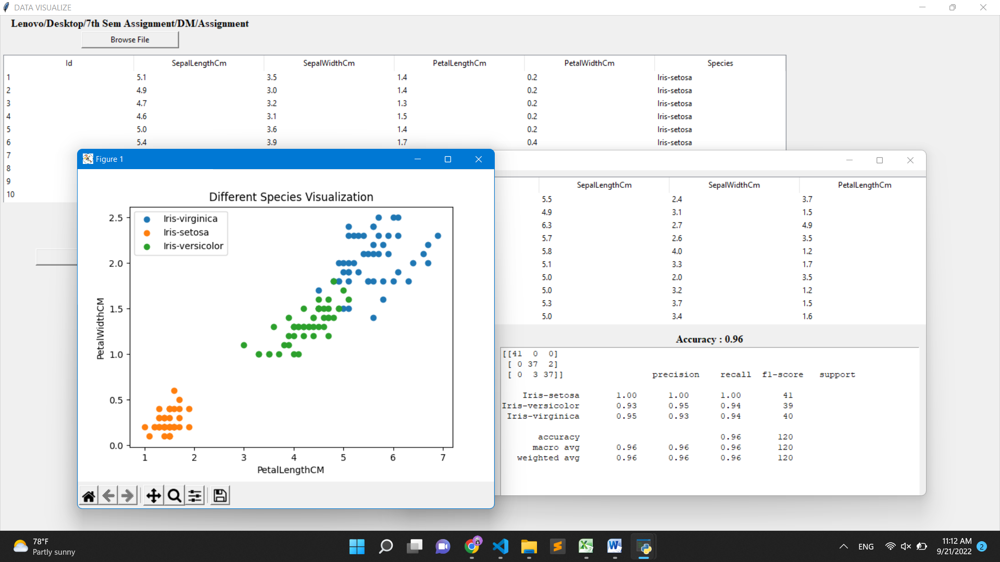 DATA VISUALIZE
Lenovo/Desktop/7th Sem Assignment/DM/Assignment
Browse File
Id SepalLengthCm SepalWidthCm PetalLengthCm PetalWidthCm Species
1 5.1 3.5 1.4 0.2 Iris-setosa
2 4.9 3.0 1.4 0.2 Iris-setosa
3 4.7 3.2 1.3 0.2 Iris-setosa
4 4.6 3.1 1.5 0.2 Iris-setosa
5 5.0 3.6 1.4 0.2 Iris-setosa
6 5.4 3.9 1.7 0.4 Iris-setosa
7
8
9
10
Figure 1
Different Species Visualization
Iris-virginica
Iris-setosa
Iris-versicolor
2.5
2.0
1.5
1.0
0.5
0.0
PetalWidthCM
1 2 3 4 5 6 7
PetalLengthCM
SepalLengthCm SepalWidthCm PetalLengthCm
5.5 2.4 3.7
4.9 3.1 1.5
6.3 2.7 4.9
5.7 2.6 3.5
5.8 4.0 1.2
5.1 3.3 1.7
5.0 2.0 3.5
5.0 3.2 1.2
5.3 3.7 1.5
5.0 3.4 1.6
Accuracy : 0.96
[[41 0 0]
[ 0 37 2]
[ 0 3 37]] precision recall f1-score support
Iris-setosa 1.00 1.00 1.00 41
Iris-versicolor 0.93 0.95 0.94 39
Iris-virginica 0.95 0.93 0.94 40
accuracy 0.96 120
macro avg 0.96 0.96 0.96 120
weighted avg 0.96 0.96 0.96 120
78°F
Partly sunny
ENG
11:12 AM
9/21/2022
2